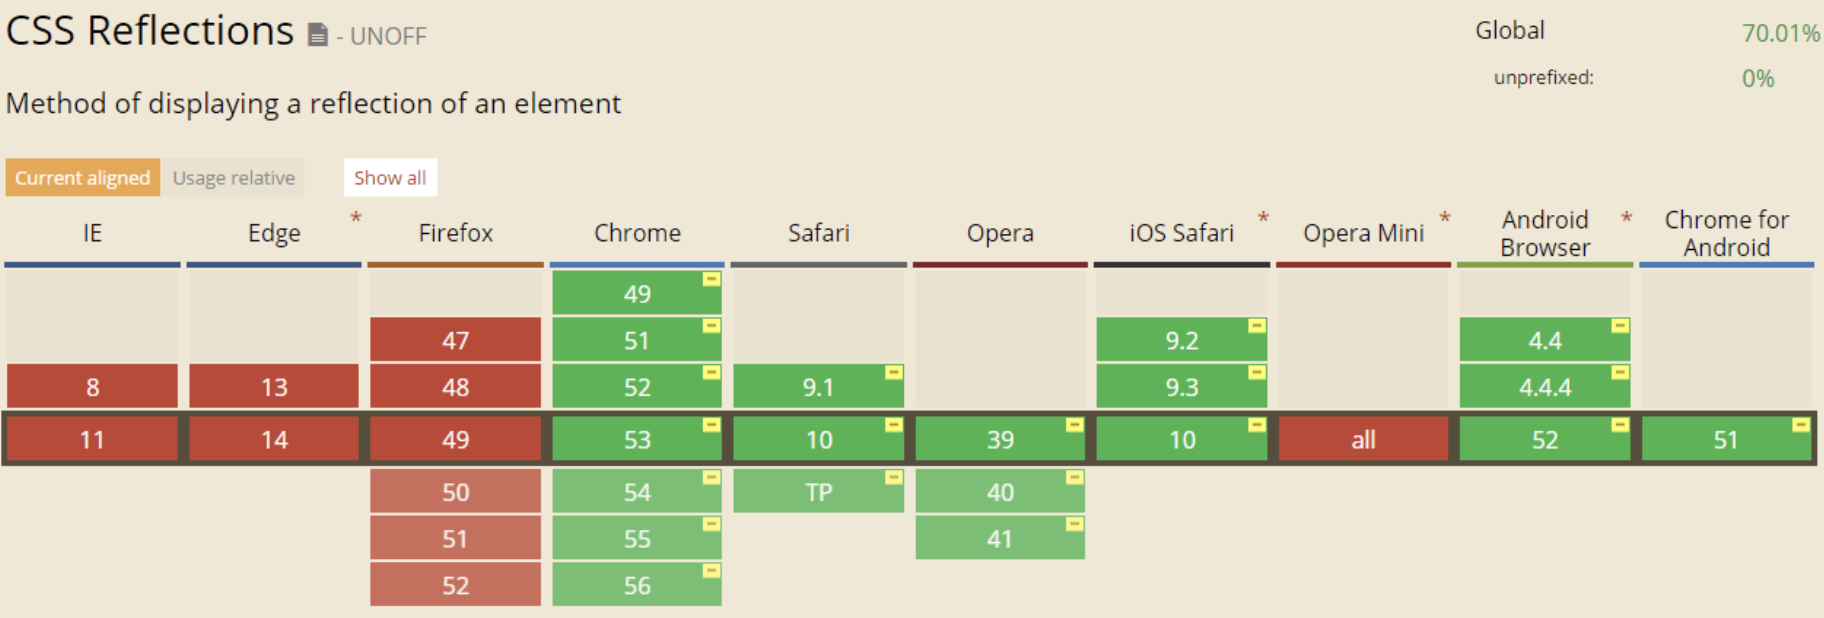 CSS Reflections - UNOFF
Global 70.01%
unprefixed: 0%
Method of displaying a reflection of an element
Current aligned Usage relative Show all
IE Edge * Firefox Chrome Safari Opera iOS Safari * Opera Mini * Android Browser * Chrome for Android
49
47 51 9.2 4.4
8 13 48 52 9.1 9.3 4.4.4
11 14 49 53 10 39 10 all 52 51
50 54 TP 40
51 55 41
52 56